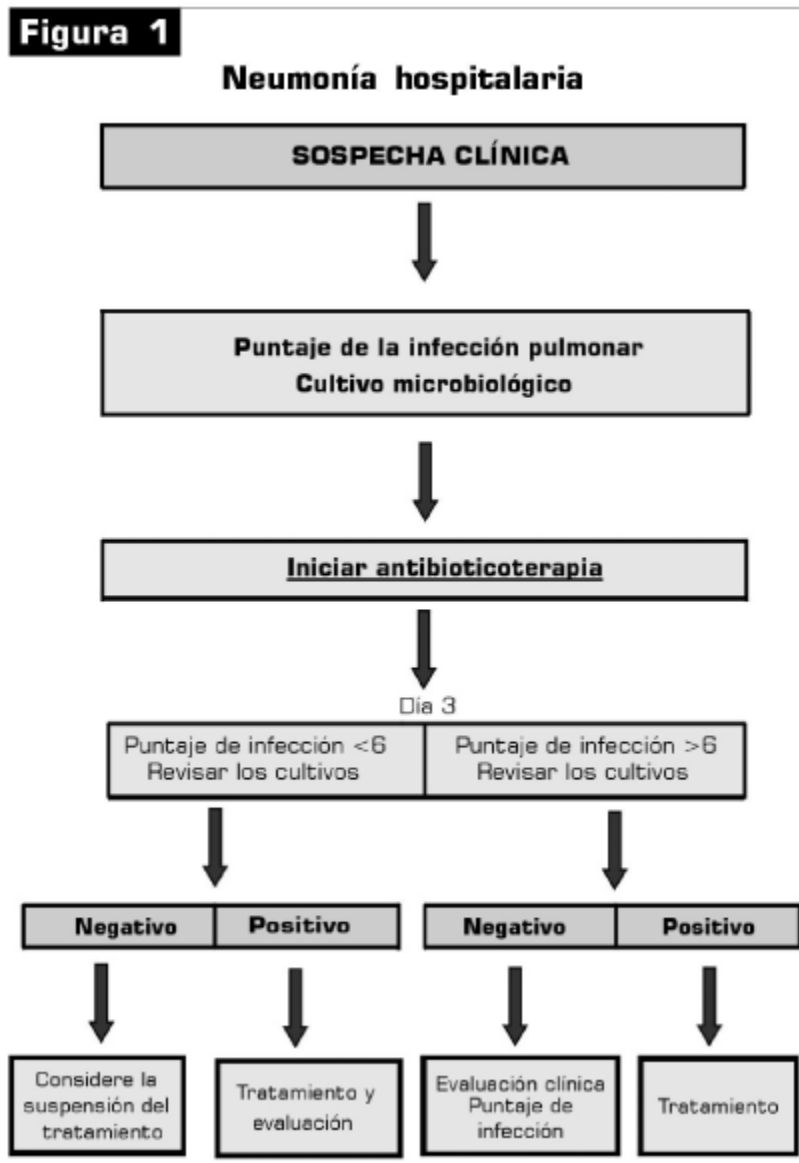 Figura 1
Neumonía hospitalaria
SOSPECHA CLÍNICA
Puntaje de la infección pulmonar
Cultivo microbiológico
Iniciar antibioticoterapia
Día 3
Puntaje de infección <6
Revisar los cultivos
Puntaje de infección >6
Revisar los cultivos
Negativo
Positivo
Negativo
Positivo
Considere la
suspensión del
tratamiento
Tratamiento y
evaluación
Evaluación clínica
Puntaje de
infección
Tratamiento